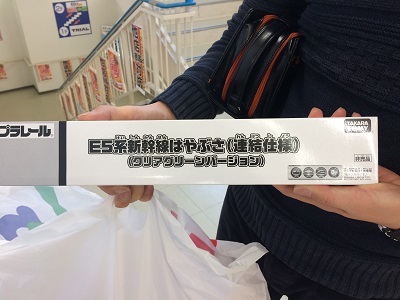 TRIAL
プラレール
E5系新幹線はやぶさ(連結仕様)
(クリアグリーンバージョン)
TAKARA TOMY
非売品